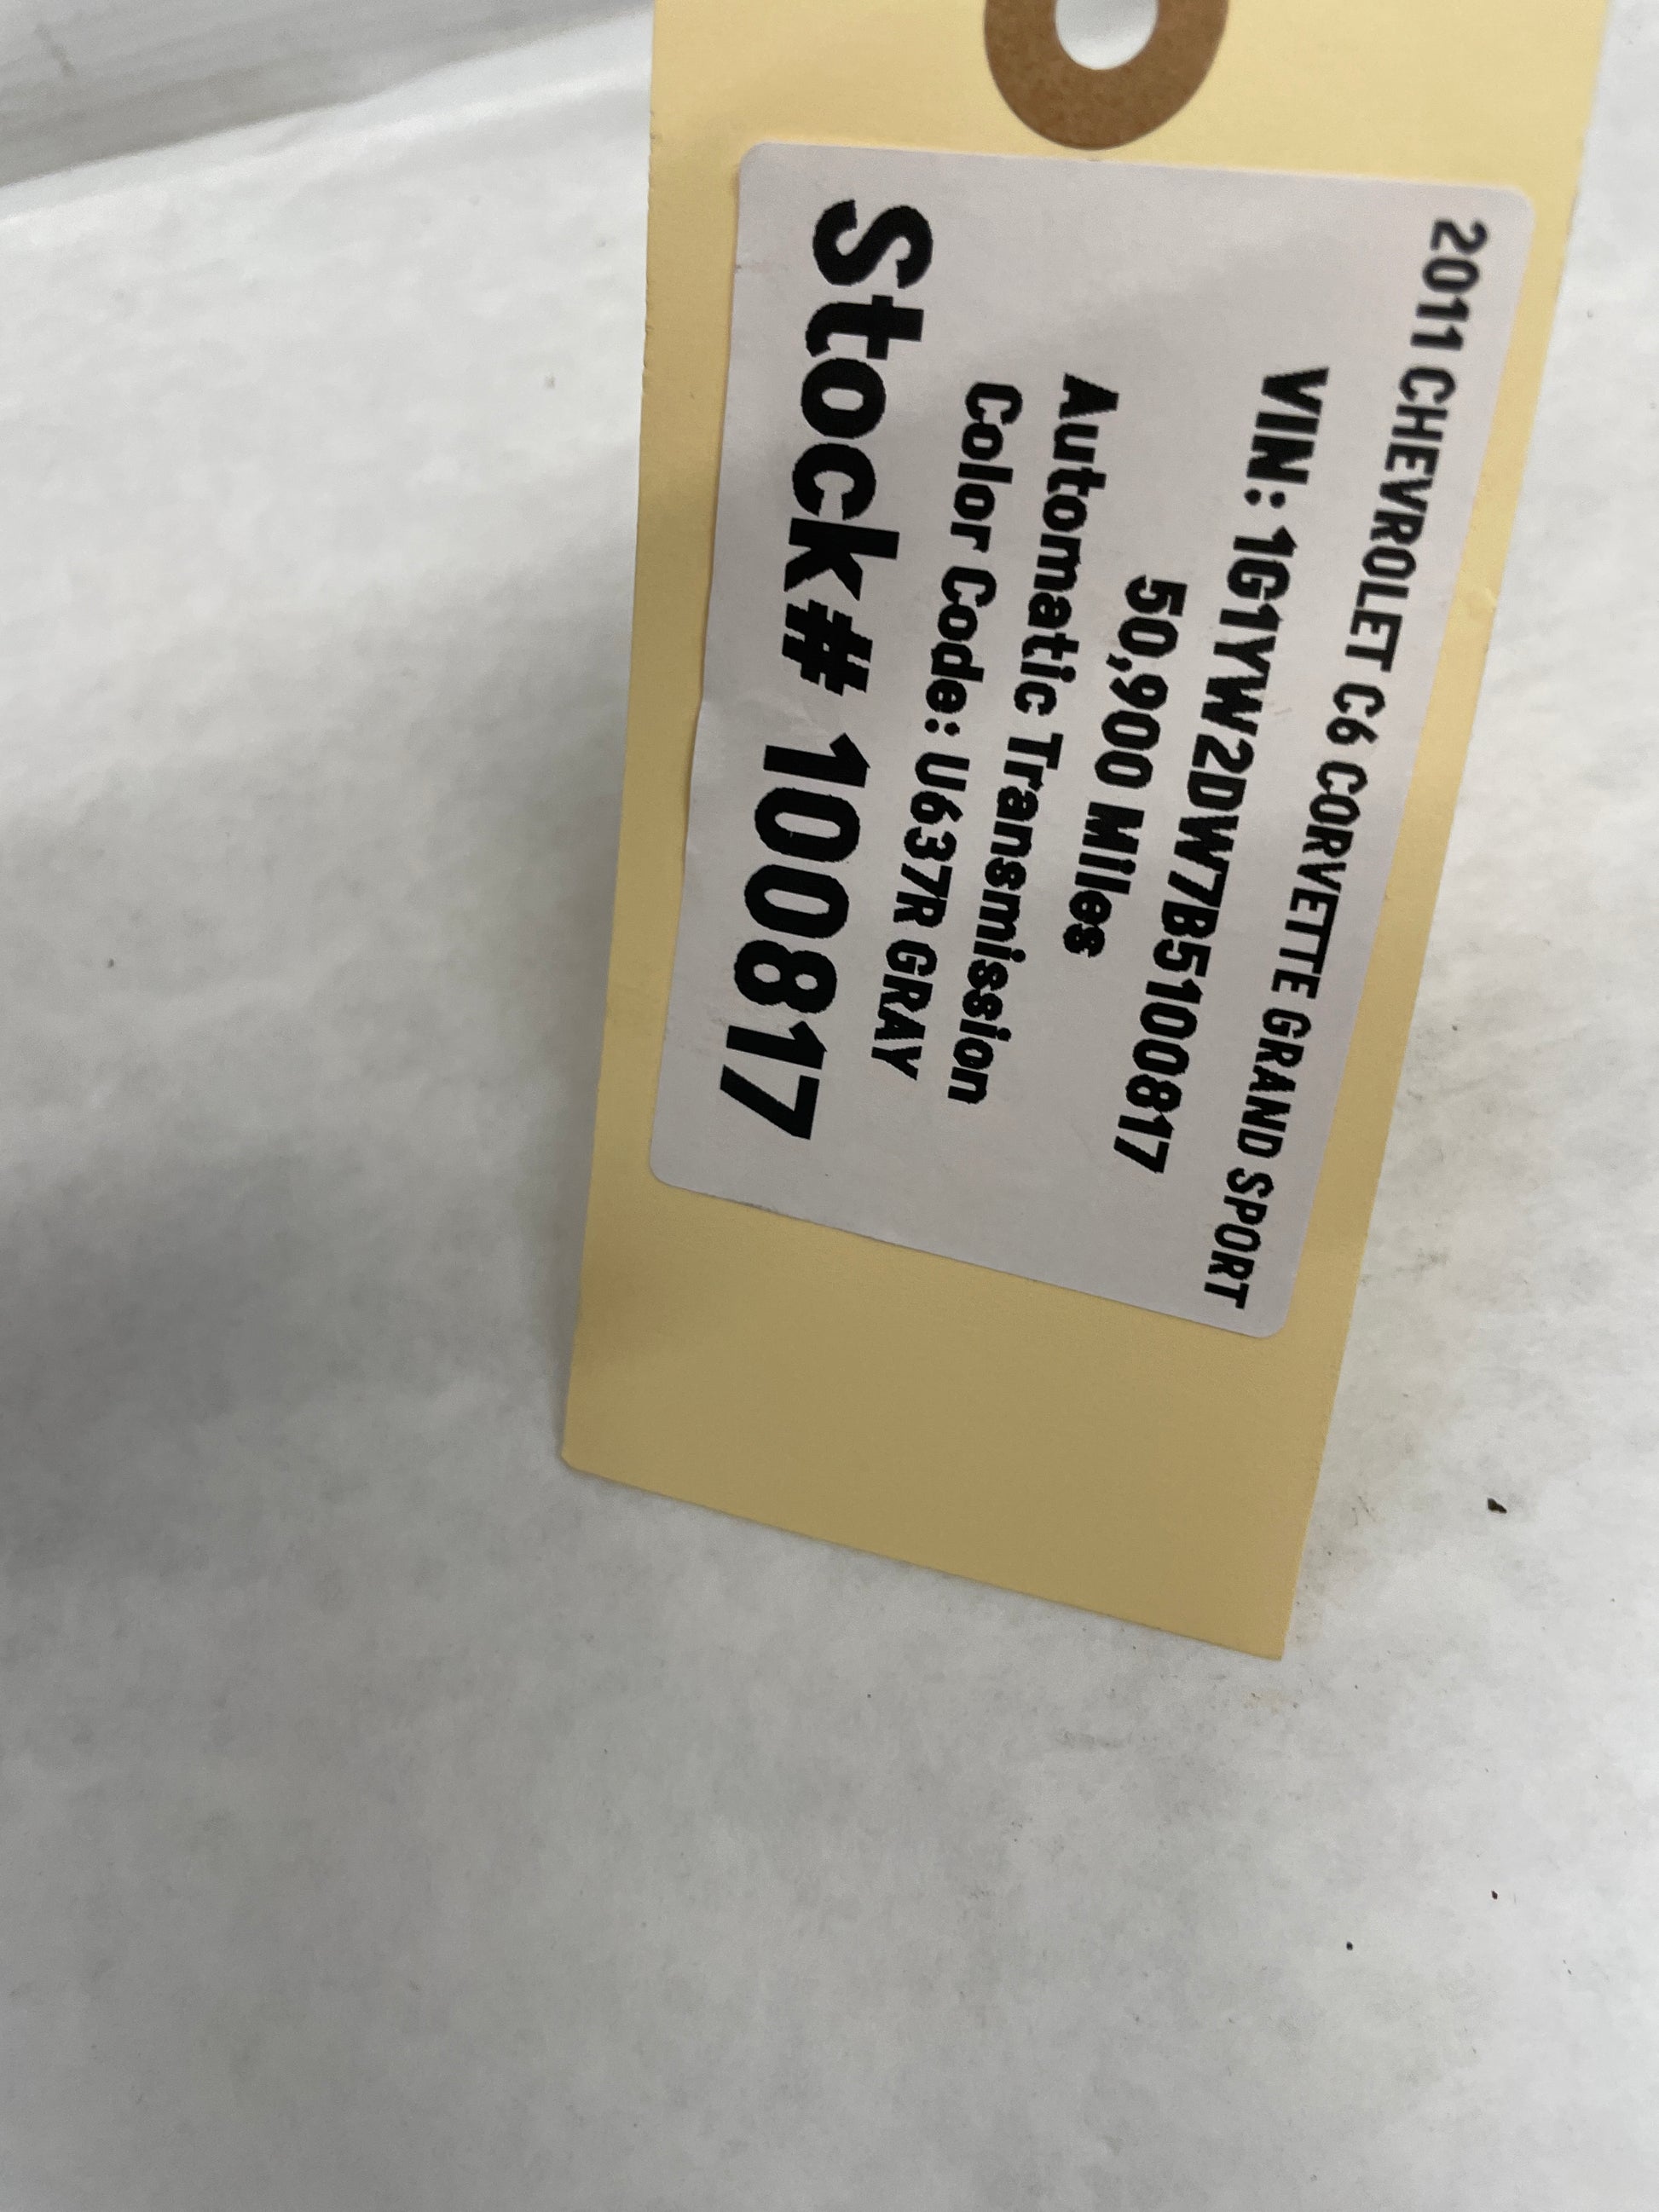 2011 CHEVROLET C6 CORVETTE GRAND SPORT
VIN: 1G1YW2DW7B5100817
50,900 Miles
Automatic Transmission
Color Code: U637R GRAY
Stock# 100817